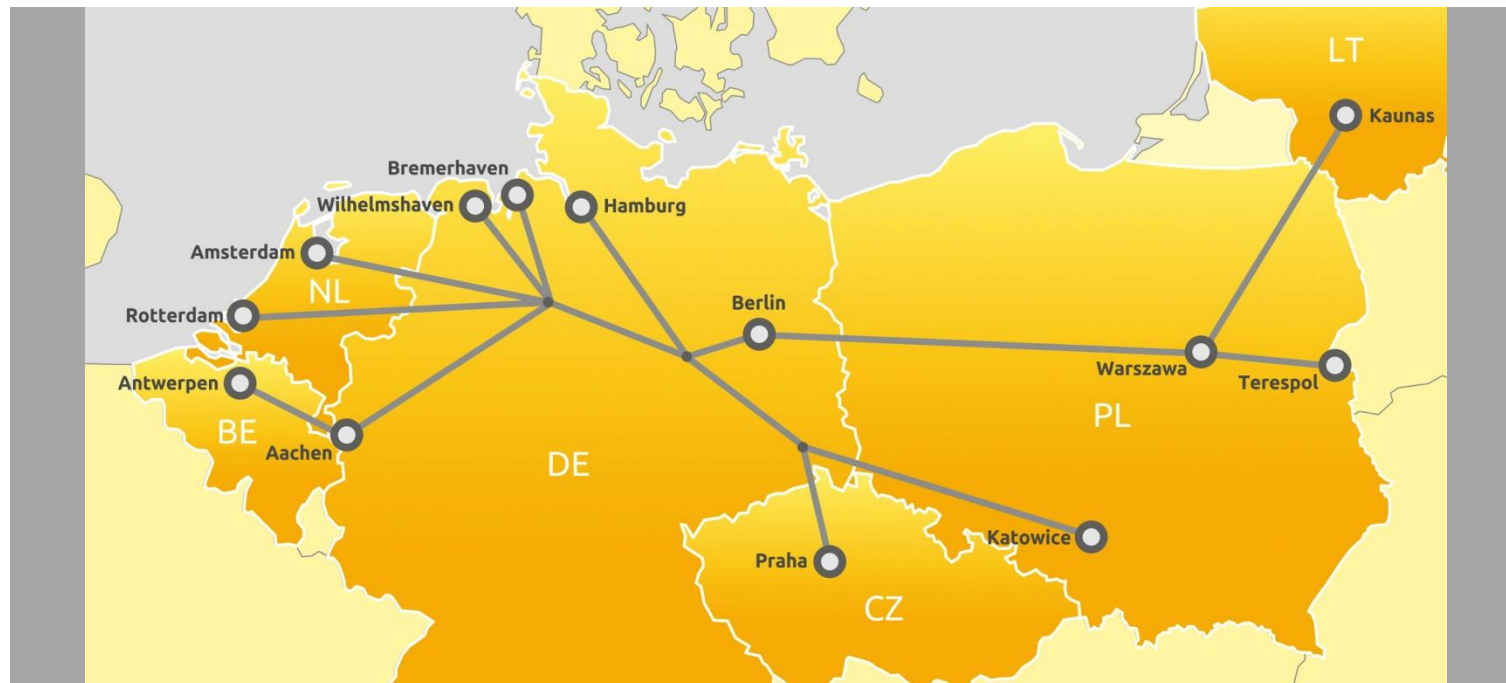 LT
Kaunas
Bremerhaven
Wilhelmshaven
Hamburg
Amsterdam
NL
Rotterdam
Berlin
Warszawa
Terespol
Antwerpen
BE
Aachen
DE
PL
Katowice
Praha
CZ